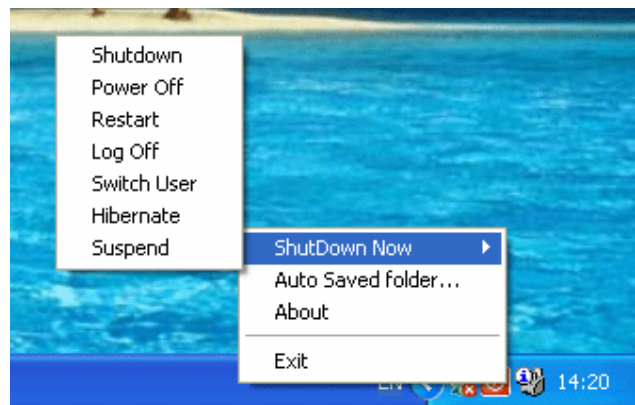 Shutdown
Power Off
Restart
Log Off
Switch User
Hibernate
Suspend
ShutDown Now
Auto Saved folder...
About
Exit
EN
14:20